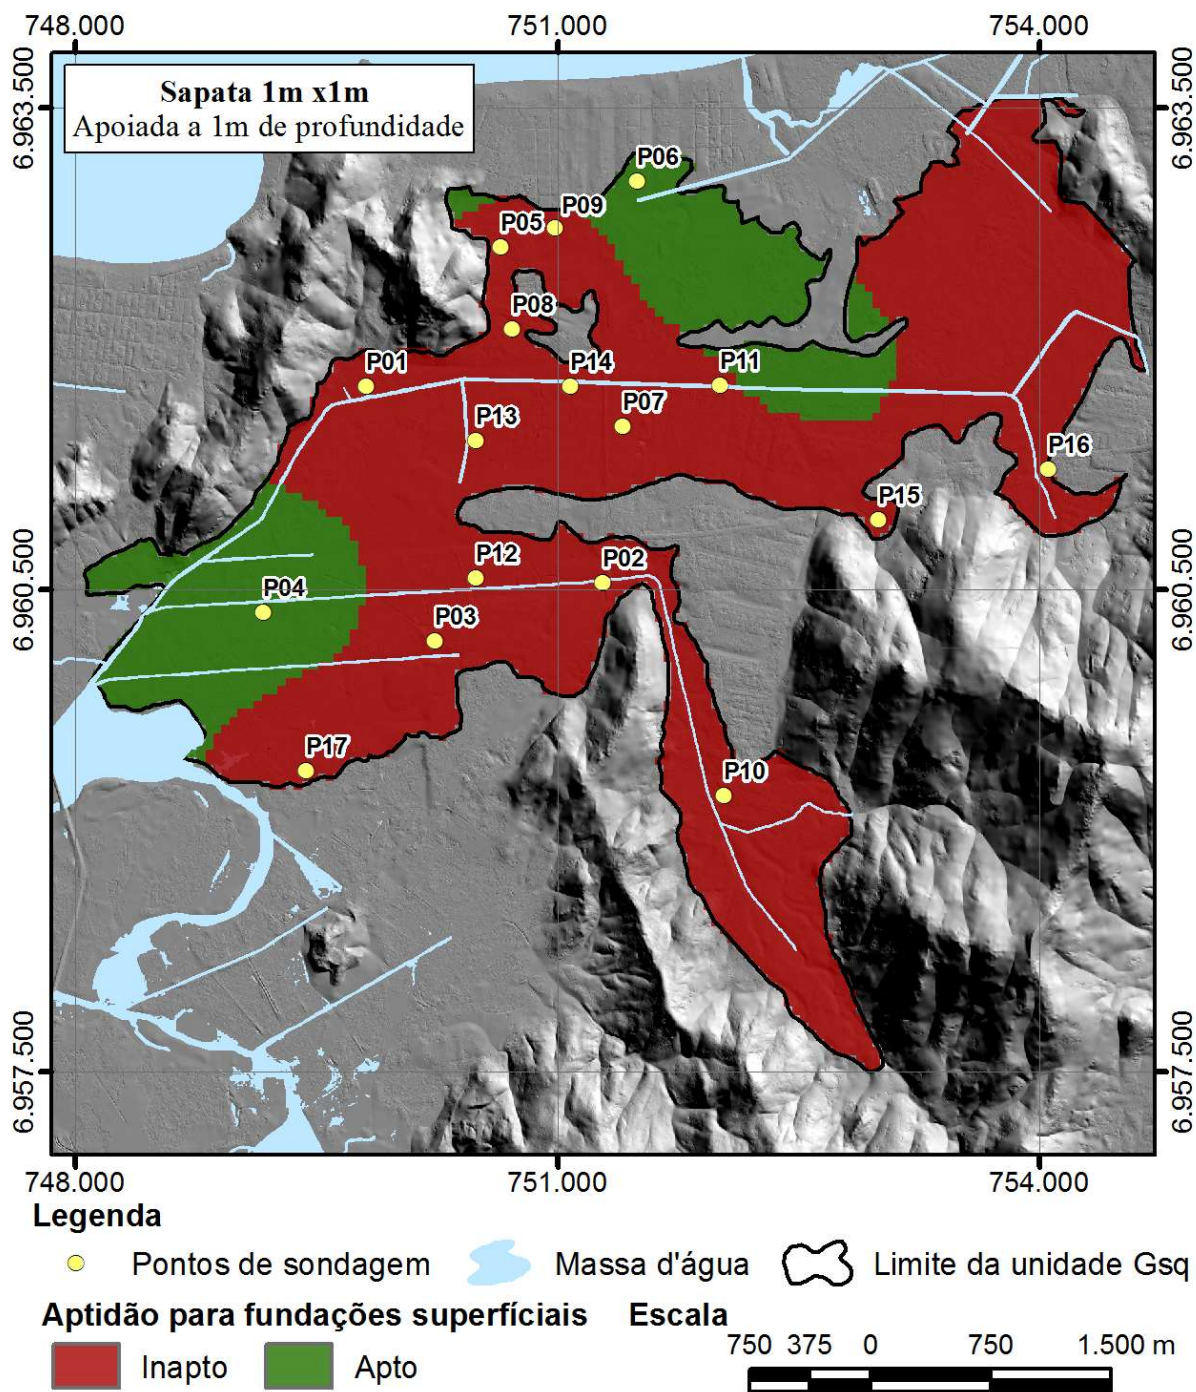 748.000 751.000 754.000
6.963.500 6.963.500
Sapata 1m x1m
Apoiada a 1m de profundidade
P06
P09
P05
P08
P01 P14 P11
P07
P13
P16
P15
P12 P02
6.960.500 6.960.500
P04
P03
P17
P10
6.957.500 6.957.500
748.000 751.000 754.000
Legenda
Pontos de sondagem Massa d'água Limite da unidade Gsq
Aptidão para fundações superfíciais Escala
750 375 0 750 1.500 m
Inapto Apto